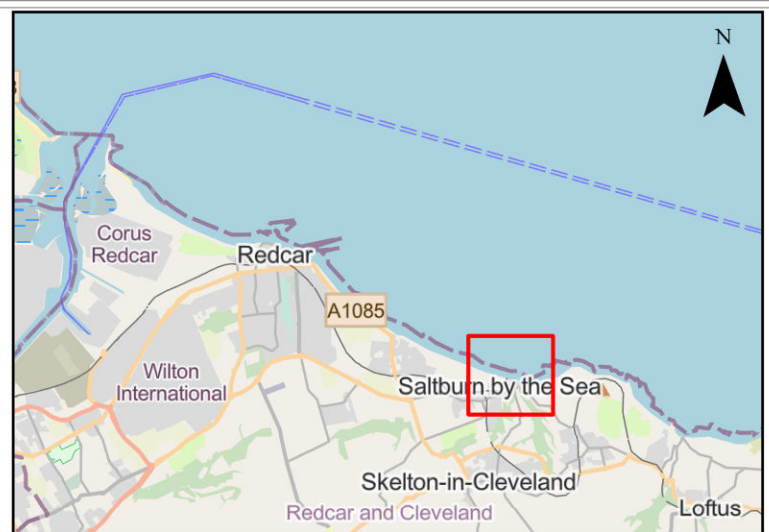 N
Corus
Redcar
Redcar
A1085
Wilton
International
Saltburn by the Sea
Skelton-in-Cleveland
Redcar and Cleveland
Loftus